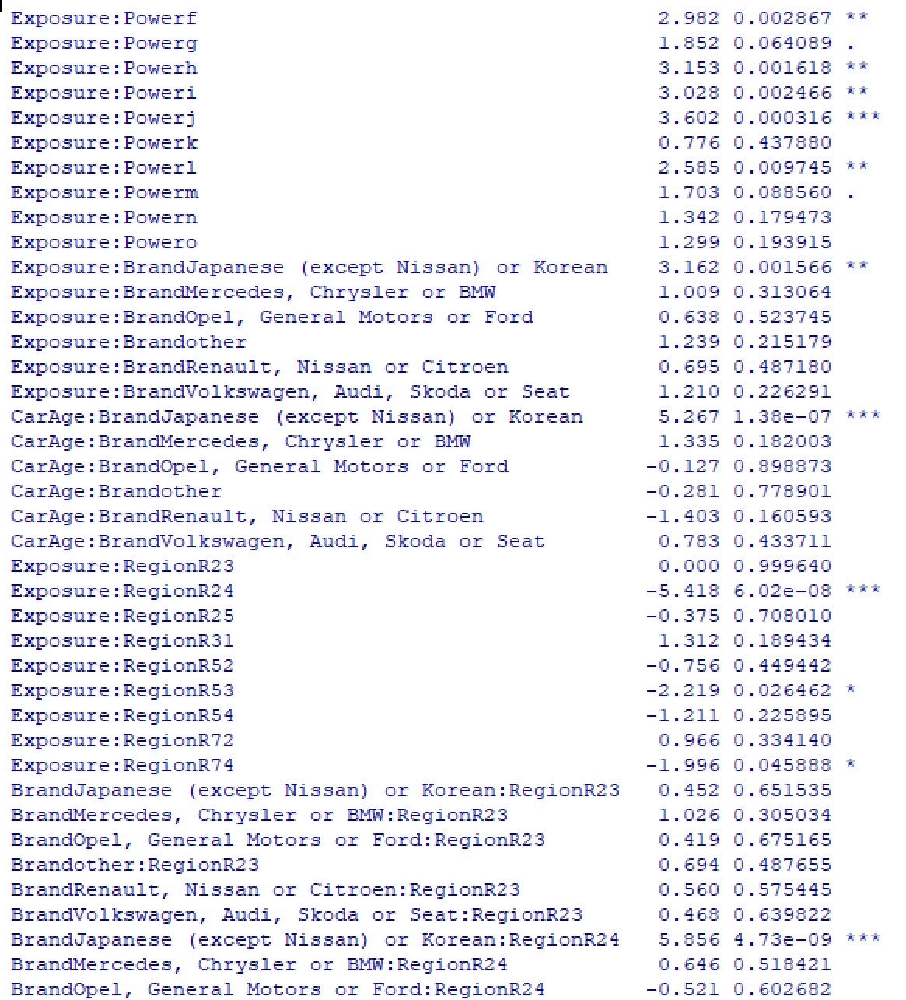 Exposure:Powerf 2.982 0.002867 **
Exposure:Powerg 1.852 0.064089 .
Exposure:Powerh 3.153 0.001618 **
Exposure:Poweri 3.028 0.002466 **
Exposure:Powerj 3.602 0.000316 ***
Exposure:Powerk 0.776 0.437880
Exposure:Powerl 2.585 0.009745 **
Exposure:Powerm 1.703 0.088560 .
Exposure:Powern 1.342 0.179473
Exposure:Powero 1.299 0.193915
Exposure:BrandJapanese (except Nissan) or Korean 3.162 0.001566 **
Exposure:BrandMercedes, Chrysler or BMW 1.009 0.313064
Exposure:BrandOpel, General Motors or Ford 0.638 0.523745
Exposure:Brandother 1.239 0.215179
Exposure:BrandRenault, Nissan or Citroen 0.695 0.487180
Exposure:BrandVolkswagen, Audi, Skoda or Seat 1.210 0.226291
CarAge:BrandJapanese (except Nissan) or Korean 5.267 1.38e-07 ***
CarAge:BrandMercedes, Chrysler or BMW 1.335 0.182003
CarAge:BrandOpel, General Motors or Ford -0.127 0.898873
CarAge:Brandother -0.281 0.778901
CarAge:BrandRenault, Nissan or Citroen -1.403 0.160593
CarAge:BrandVolkswagen, Audi, Skoda or Seat 0.783 0.433711
Exposure:RegionR23 0.000 0.999640
Exposure:RegionR24 -5.418 6.02e-08 ***
Exposure:RegionR25 -0.375 0.708010
Exposure:RegionR31 1.312 0.189434
Exposure:RegionR52 -0.756 0.449442
Exposure:RegionR53 -2.219 0.026462 *
Exposure:RegionR54 -1.211 0.225895
Exposure:RegionR72 0.966 0.334140
Exposure:RegionR74 -1.996 0.045888 *
BrandJapanese (except Nissan) or Korean:RegionR23 0.452 0.651535
BrandMercedes, Chrysler or BMW:RegionR23 1.026 0.305034
BrandOpel, General Motors or Ford:RegionR23 0.419 0.675165
Brandother:RegionR23 0.694 0.487655
BrandRenault, Nissan or Citroen:RegionR23 0.560 0.575445
BrandVolkswagen, Audi, Skoda or Seat:RegionR23 0.468 0.639822
BrandJapanese (except Nissan) or Korean:RegionR24 5.856 4.73e-09 ***
BrandMercedes, Chrysler or BMW:RegionR24 0.646 0.518421
BrandOpel, General Motors or Ford:RegionR24 -0.521 0.602682